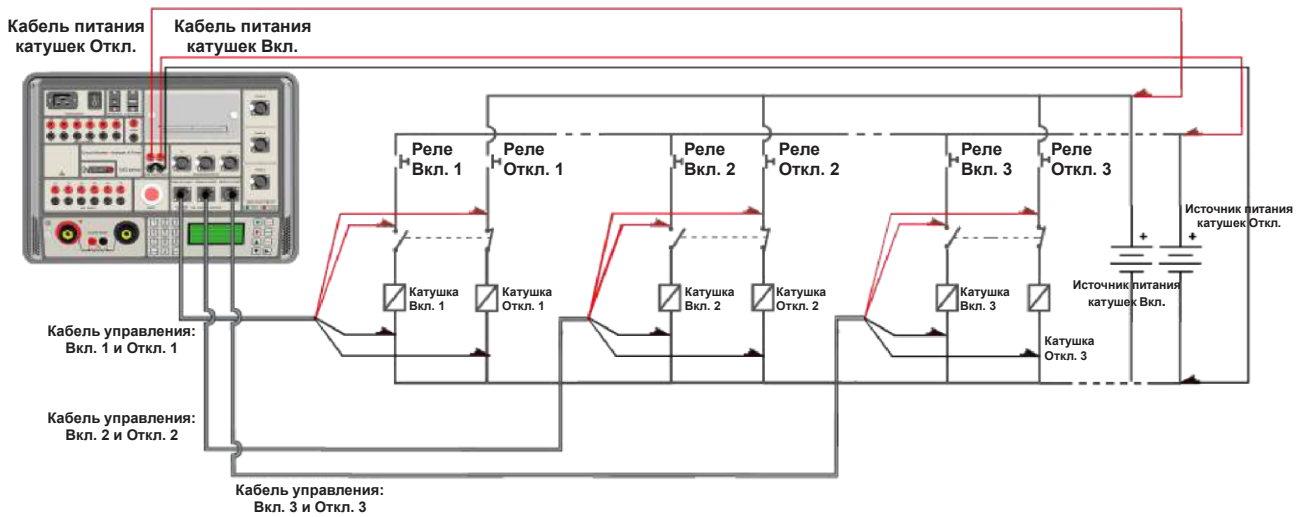 Кабель питания
катушек Откл.
Кабель питания
катушек Вкл.
Реле
Вкл. 1
Реле
Откл. 1
Реле
Вкл. 2
Реле
Откл. 2
Реле
Вкл. 3
Реле
Откл. 3
Источник питания
катушек Откл.
+
+
Источник питания
катушек Вкл.
Катушка
Вкл. 1
Катушка
Откл. 1
Катушка
Вкл. 2
Катушка
Откл. 2
Катушка
Вкл. 3
Катушка
Откл. 3
Кабель управления:
Вкл. 1 и Откл. 1
Кабель управления:
Вкл. 2 и Откл. 2
Кабель управления:
Вкл. 3 и Откл. 3